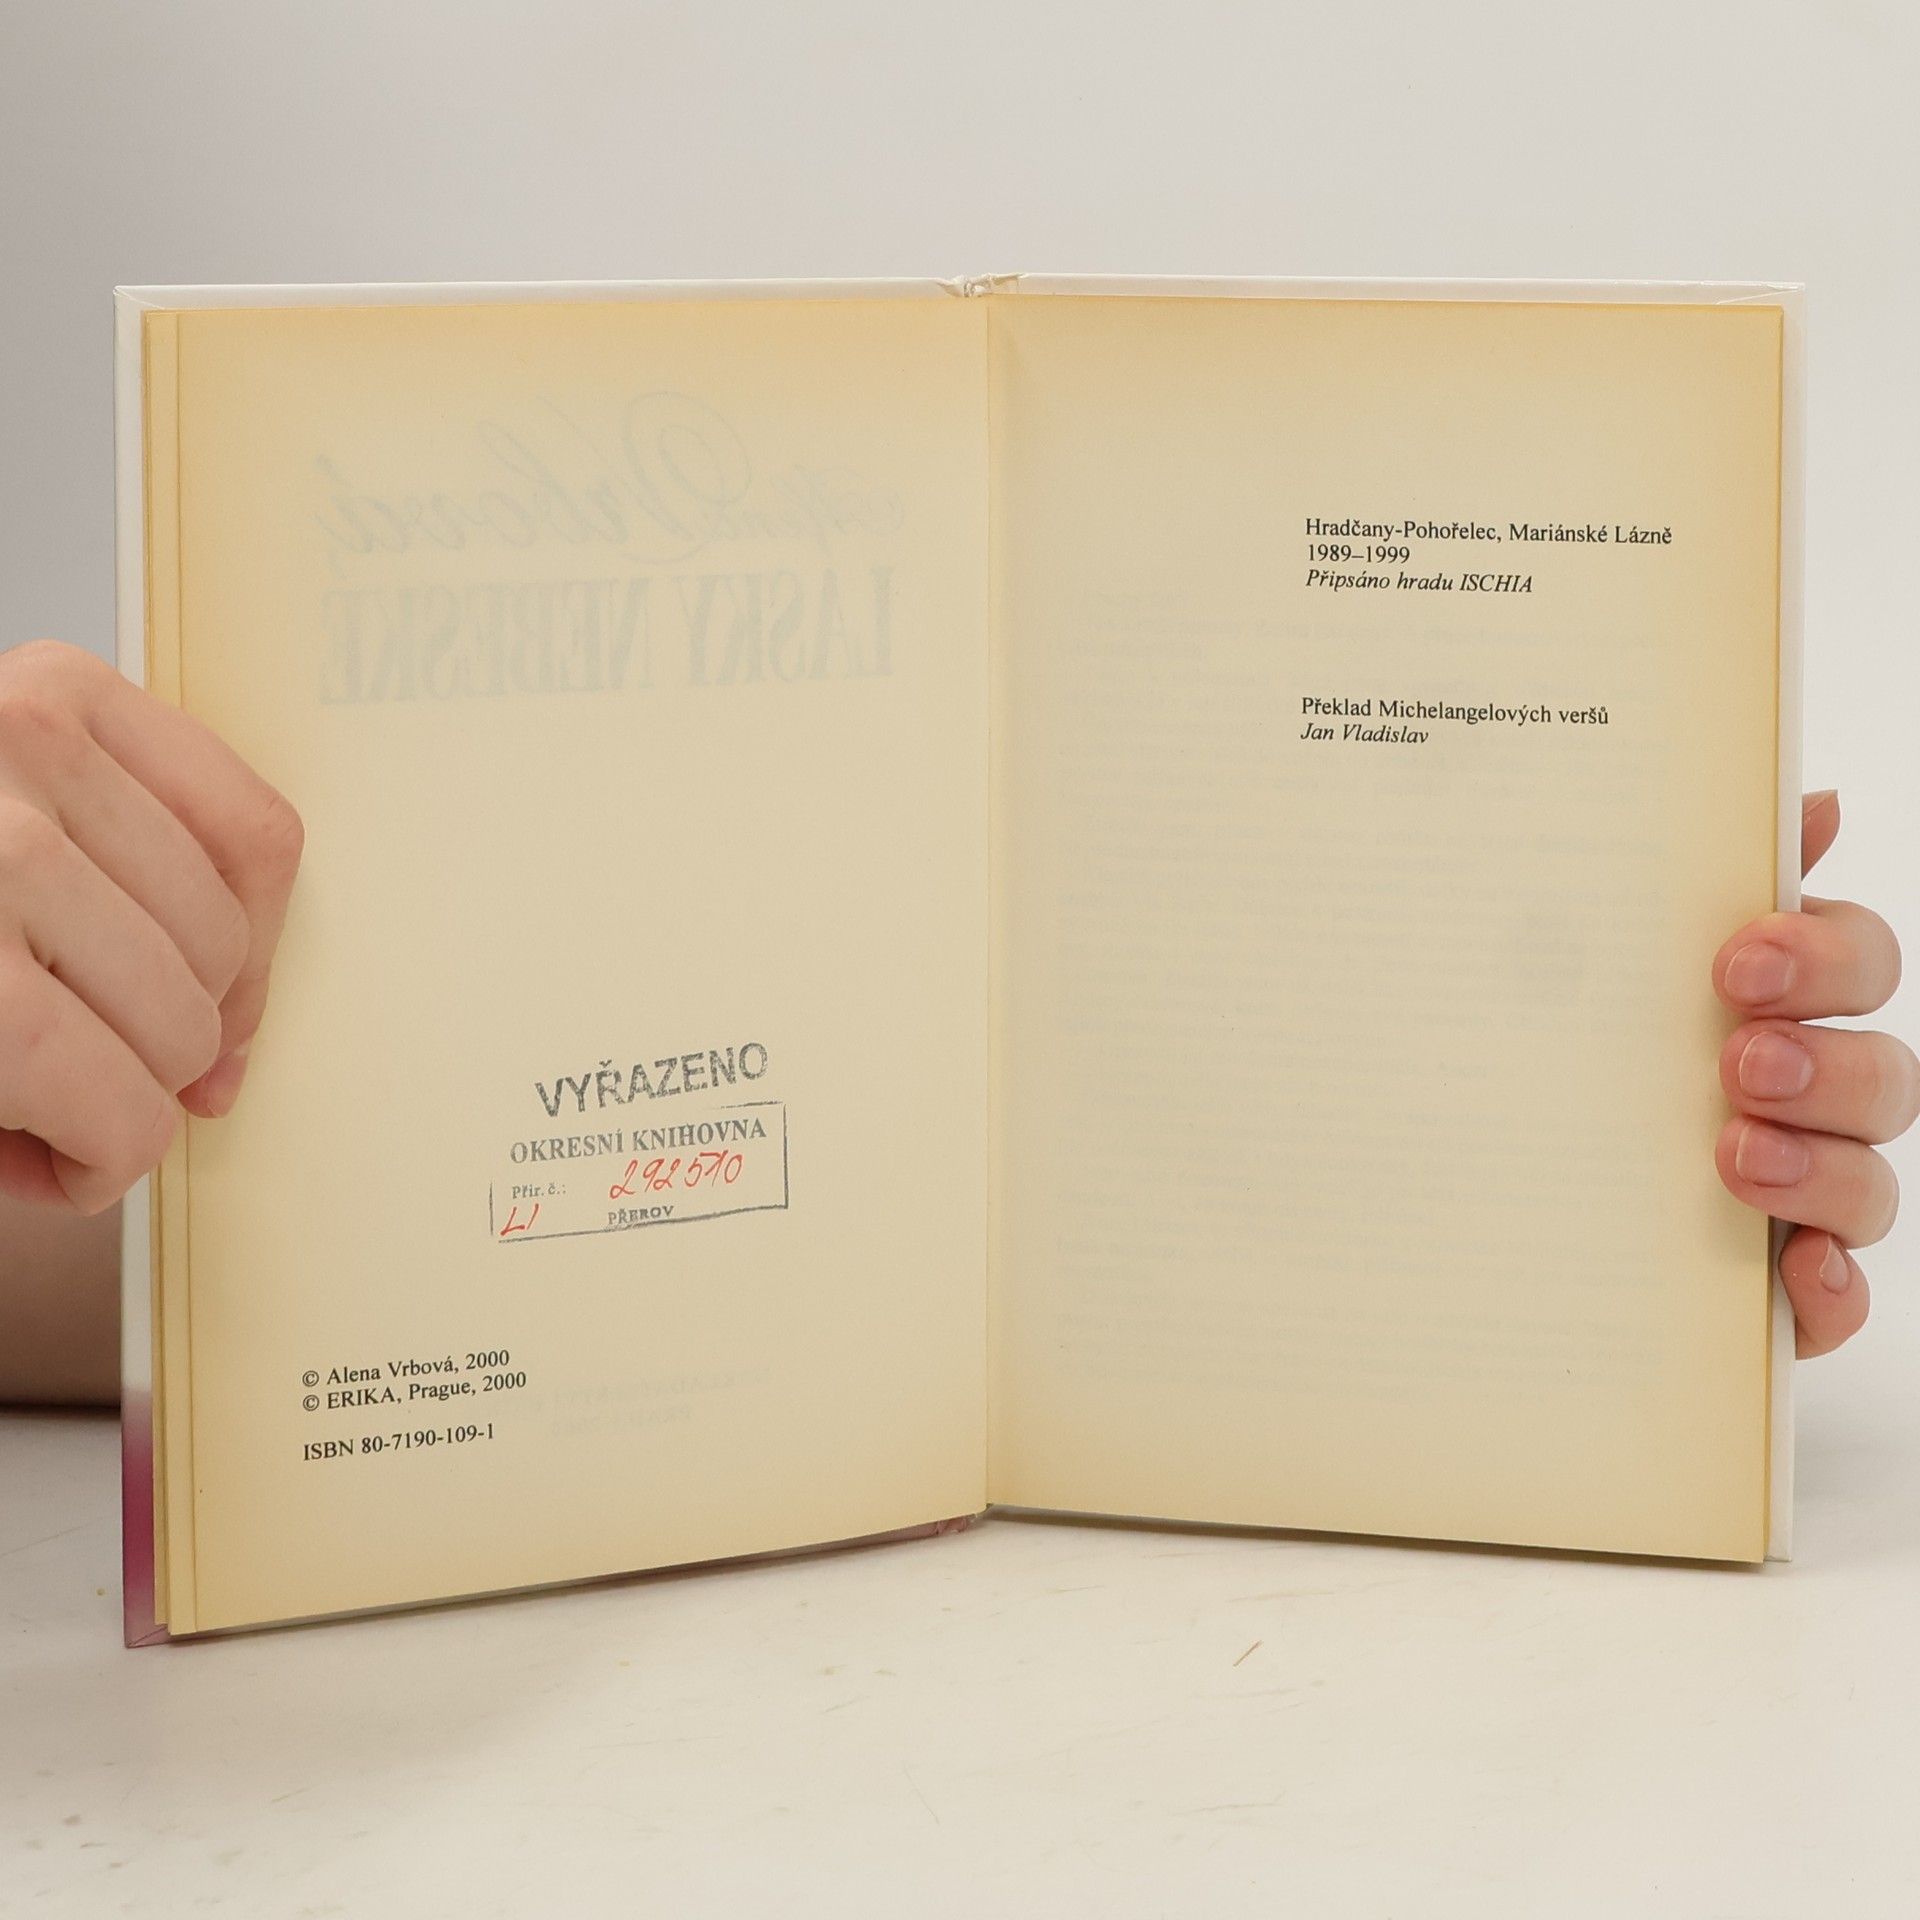 VYŘAZENO
OKRESNÍ KNIHOVNA
Přír. č.: 292510
LI PŘEROV
© Alena Vrbová, 2000
© ERIKA, Prague, 2000
ISBN 80-7190-109-1
Hradčany-Pohořelec, Mariánské Lázně
1989–1999
Připsáno hradu ISCHIA
Překlad Michelangelových veršů
Jan Vladislav